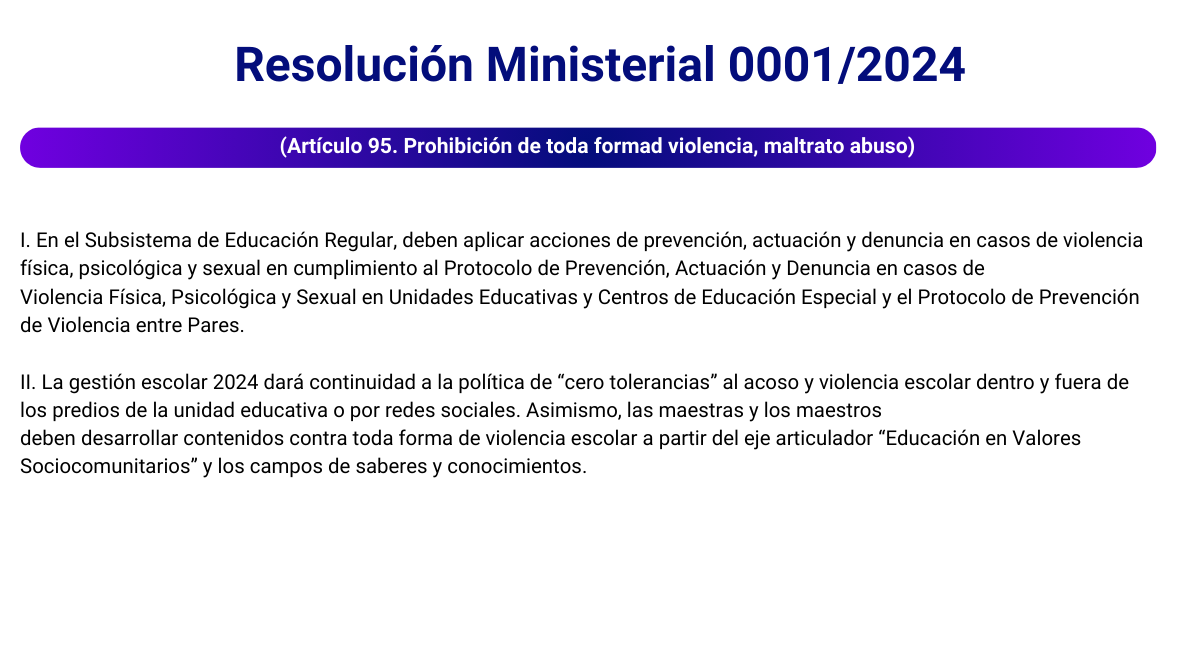 Resolución Ministerial 0001/2024
(Artículo 95. Prohibición de toda formad violencia, maltrato abuso)
I. En el Subsistema de Educación Regular, deben aplicar acciones de prevención, actuación y denuncia en casos de violencia
física, psicológica y sexual en cumplimiento al Protocolo de Prevención, Actuación y Denuncia en casos de
Violencia Física, Psicológica y Sexual en Unidades Educativas y Centros de Educación Especial y el Protocolo de Prevención
de Violencia entre Pares.
II. La gestión escolar 2024 dará continuidad a la política de “cero tolerancias” al acoso y violencia escolar dentro y fuera de
los predios de la unidad educativa o por redes sociales. Asimismo, las maestras y los maestros
deben desarrollar contenidos contra toda forma de violencia escolar a partir del eje articulador “Educación en Valores
Sociocomunitarios” y los campos de saberes y conocimientos.